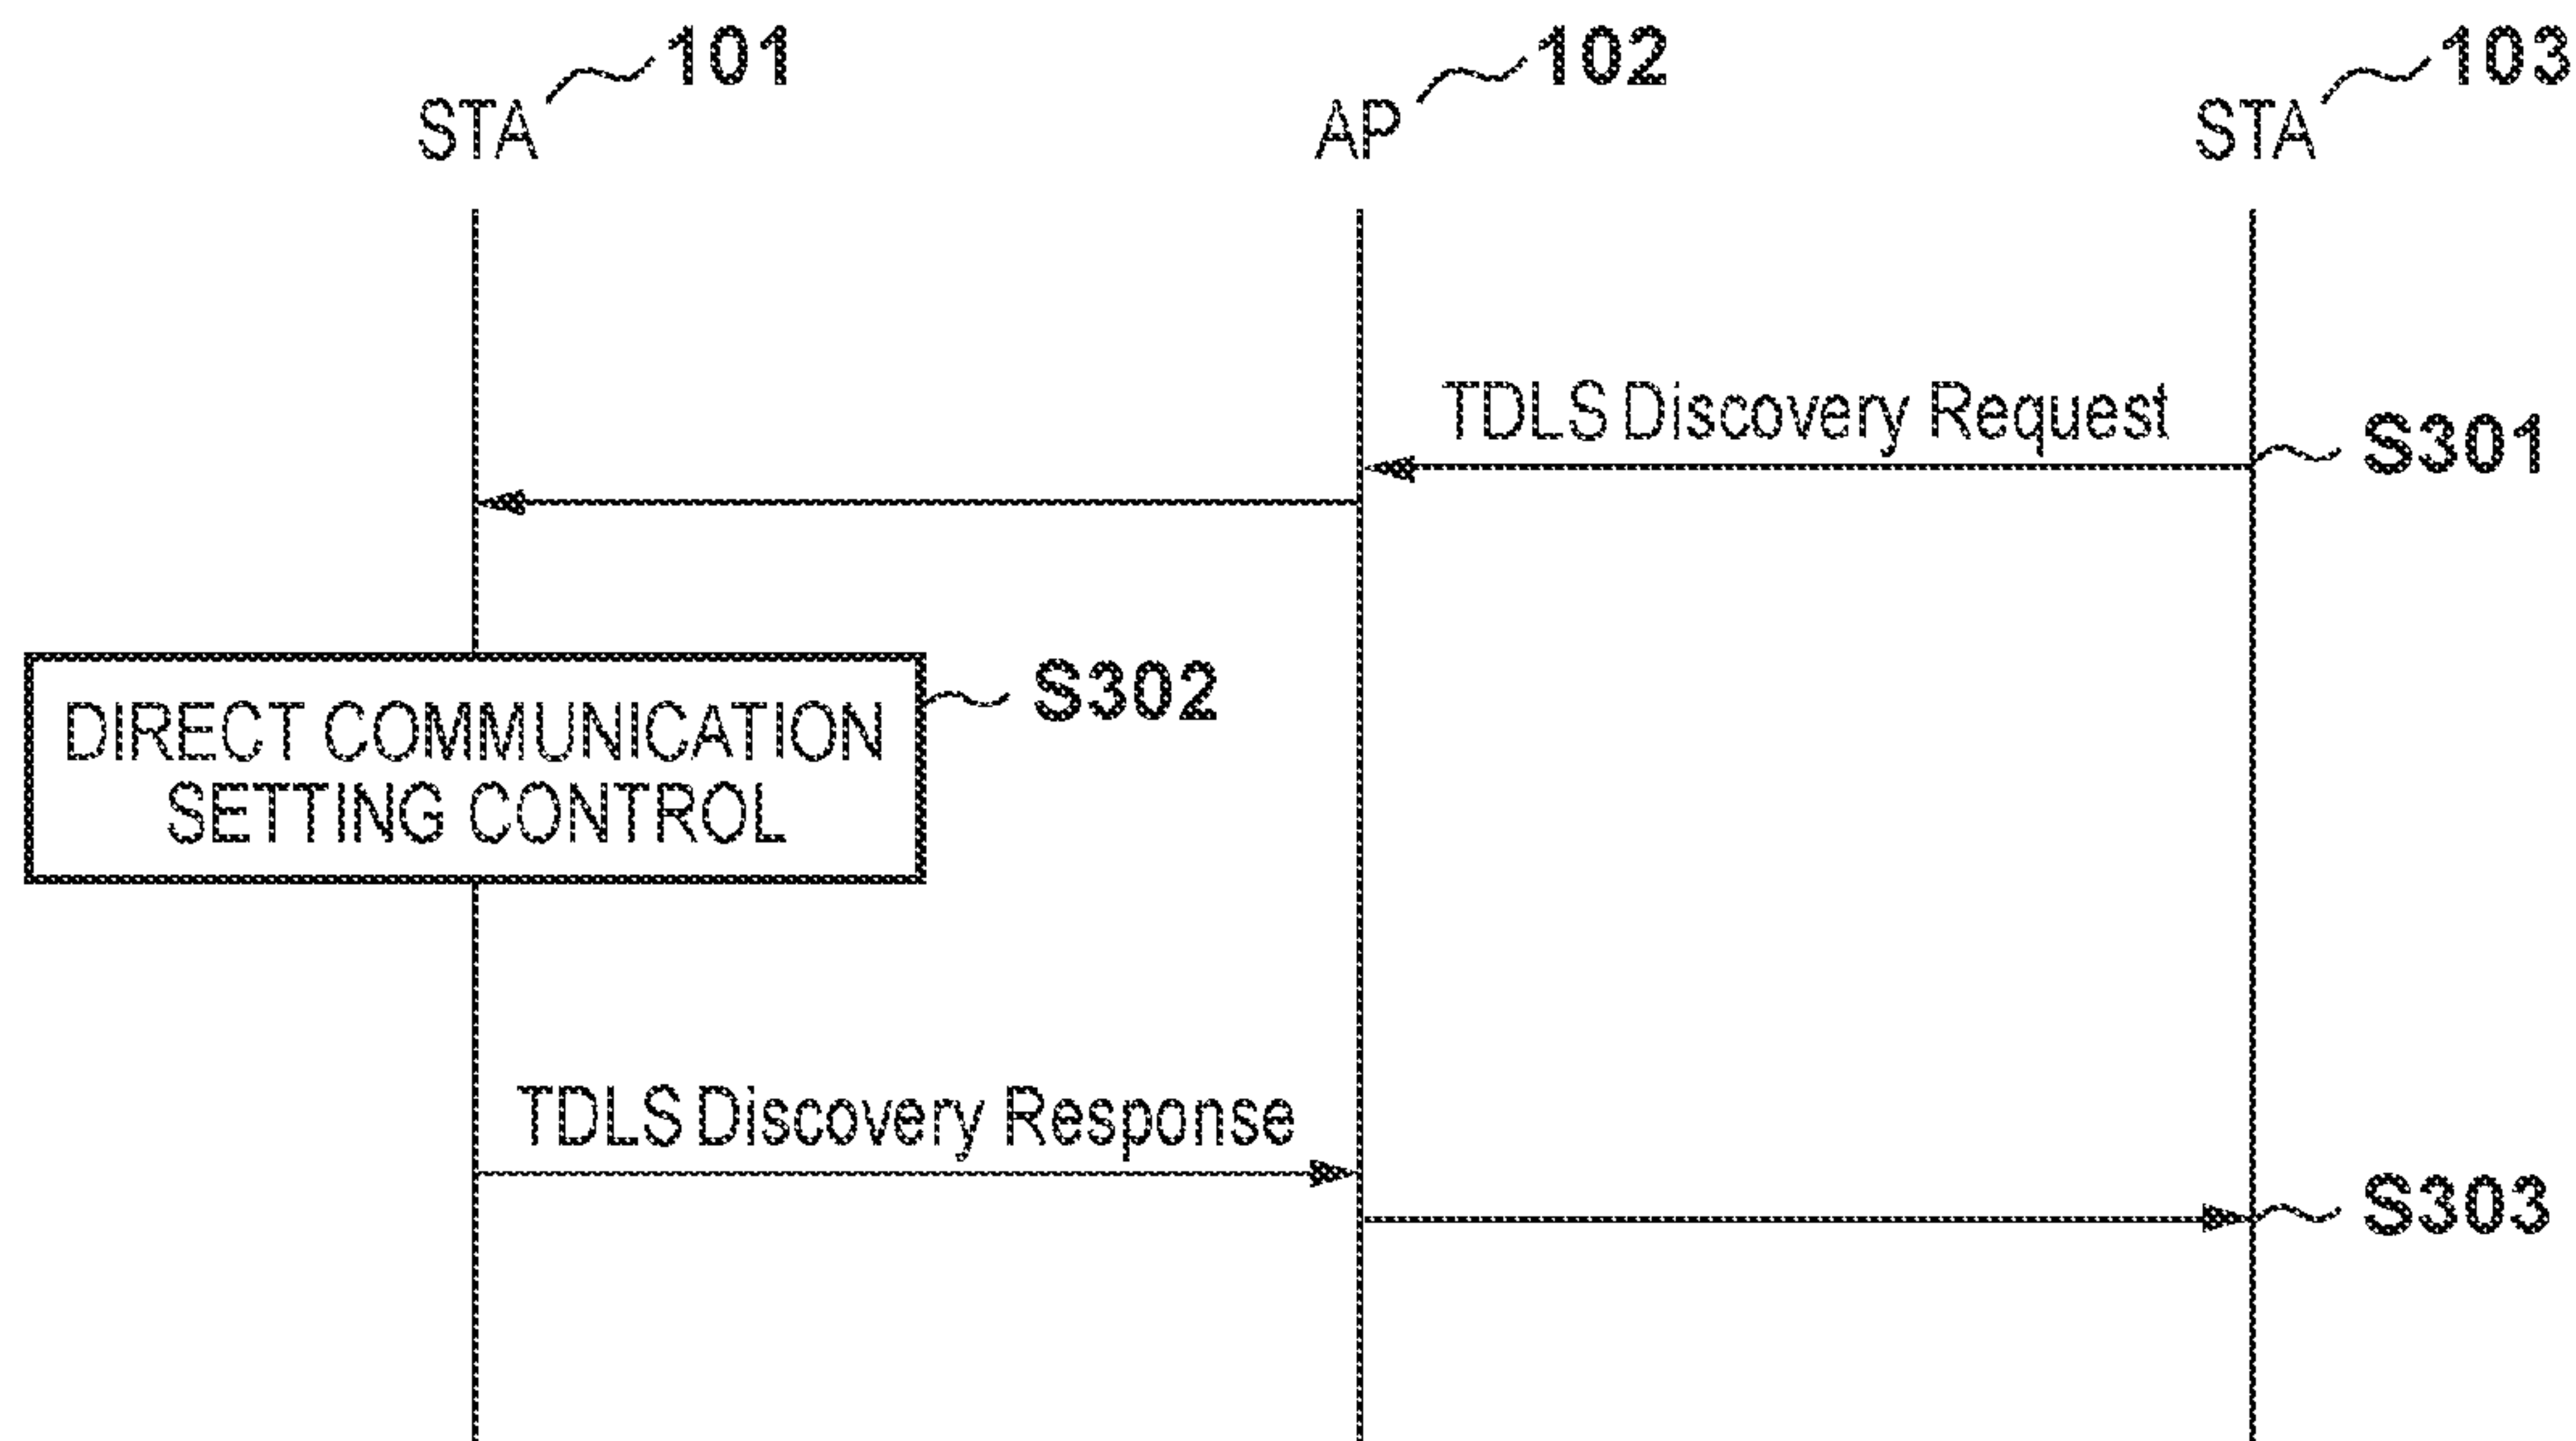 101
102
103
STA
AP
STA
TDLS Discovery Request
S301
S302
DIRECT COMMUNICATION
SETTING CONTROL
TDLS Discovery Response
S303